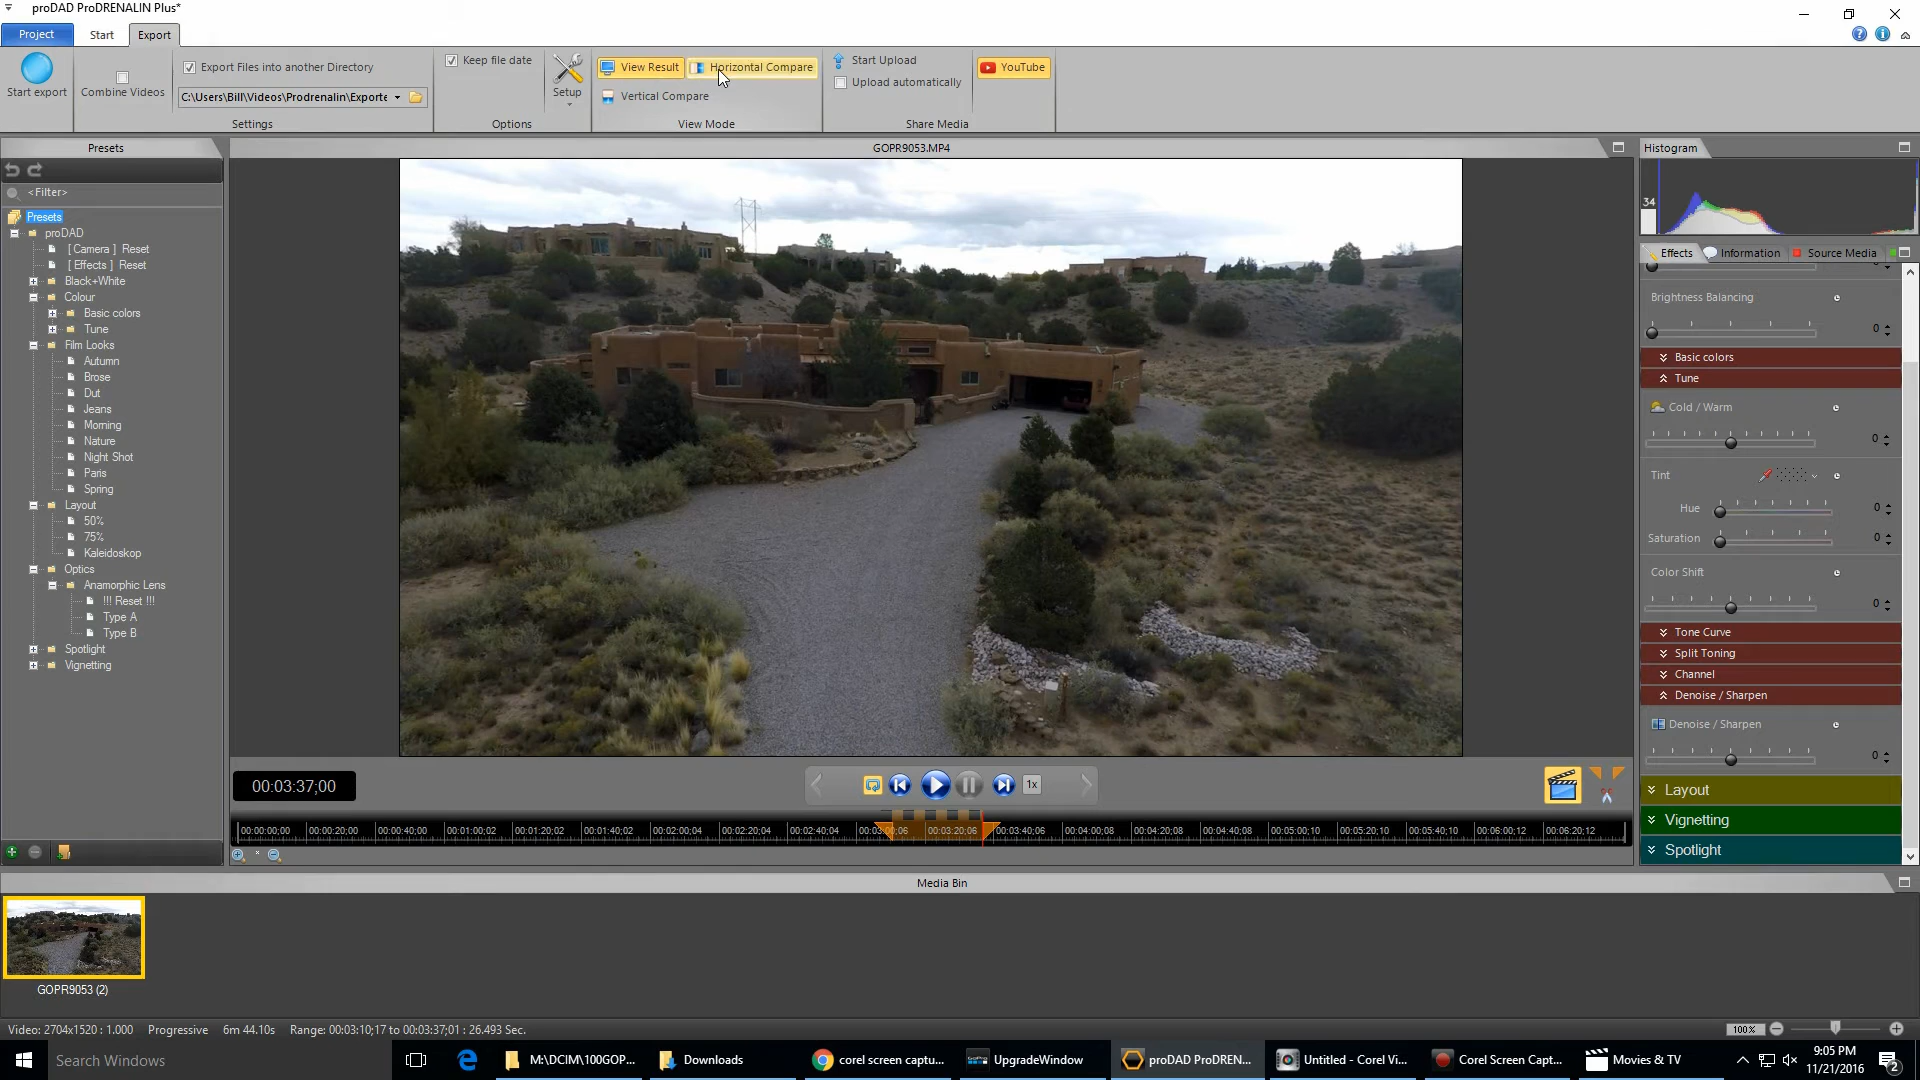 proDAD ProDRENALIN Plus*
Project
Start
Export
Start export
Combine Videos
Export Files into another Directory
C:\Users\Bill\Videos\Prodrenalin\Exporte
Settings
Keep file date
Options
Setup
View Result
Horizontal Compare
Vertical Compare
View Mode
Start Upload
Upload automatically
YouTube
Share Media
Presets
<Filter>
Presets
proDAD
[ Camera ] Reset
[ Effects ] Reset
Black+White
Colour
Basic colors
Tune
Film Looks
Autumn
Brose
Dut
Jeans
Morning
Nature
Night Shot
Paris
Spring
Layout
50%
75%
Kaleidoskop
Optics
Anamorphic Lens
!!! Reset !!!
Type A
Type B
Spotlight
Vignetting
GOPR9053.MP4
00:03:37;00
1x
00:00:00;00 00:00:20;00 00:00:40;00 00:01:00;02 00:01:20;02 00:01:40;02 00:02:00;04 00:02:20;04 00:02:40;04 00:03:00;06 00:03:20;06 00:03:40;06 00:04:00;08 00:04:20;08 00:04:40;08 00:05:00;10 00:05:20;10 00:05:40;10 00:06:00;12 00:06:20;12
Histogram
34
Effects
Information
Source Media
Brightness Balancing
0
Basic colors
Tune
Cold / Warm
0
Tint
Hue 0
Saturation 0
Color Shift
0
Tone Curve
Split Toning
Channel
Denoise / Sharpen
Denoise / Sharpen
0
Layout
Vignetting
Spotlight
Media Bin
GOPR9053 (2)
Video: 2704x1520 : 1.000 Progressive 6m 44.10s Range: 00:03:10;17 to 00:03:37;01 : 26.493 Sec.
100%
Search Windows
M:\DCIM\100GOP...
Downloads
corel screen captu...
UpgradeWindow
proDAD ProDREN...
Untitled - Corel Vi...
Corel Screen Capt...
Movies & TV
9:05 PM
11/21/2016
2